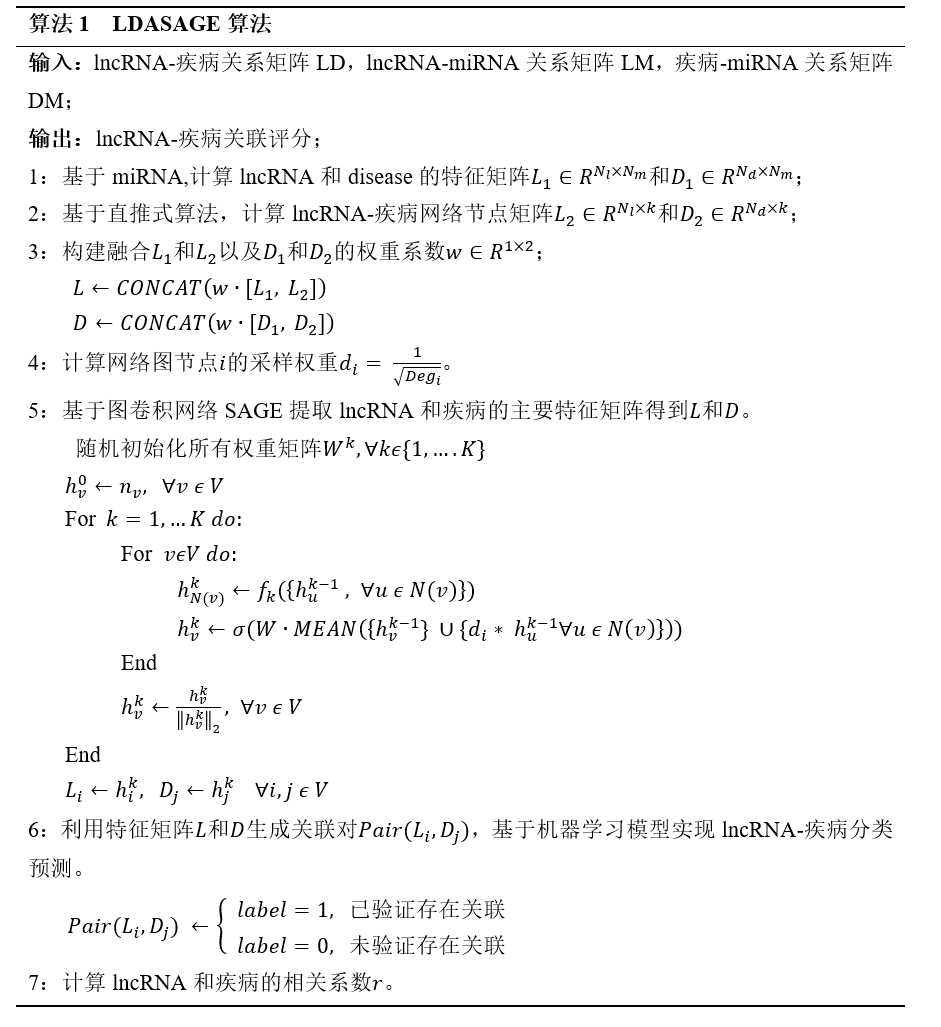 算法 1 LDASAGE 算法
输入：lncRNA-疾病关系矩阵 LD，lncRNA-miRNA 关系矩阵 LM，疾病-miRNA 关系矩阵
DM；
输出：lncRNA-疾病关联评分；
1：基于 miRNA,计算 lncRNA 和 disease 的特征矩阵$L_1 \in R^{N_l \times N_m}$和$D_1 \in R^{N_d \times N_m}$；
2：基于直推式算法，计算 lncRNA-疾病网络节点矩阵$L_2 \in R^{N_l \times k}$和$D_2 \in R^{N_d \times k}$；
3：构建融合$L_1$和$L_2$以及$D_1$和$D_2$的权重系数$w \in R^{1 \times 2}$；
$L \leftarrow CONCAT(w \cdot [L_1, L_2])$
$D \leftarrow CONCAT(w \cdot [D_1, D_2])$
4：计算网络图节点$i$的采样权重$d_i = \frac{1}{\sqrt{Deg_i}}$。
5：基于图卷积网络 SAGE 提取 lncRNA 和疾病的主要特征矩阵得到$L$和$D$。
随机初始化所有权重矩阵$W^k, \forall k \epsilon \{1, \dots . K\}$
$h_v^0 \leftarrow n_v, \ \forall v \ \epsilon \ V$
For $k = 1, \dots K \ do$:
For $v \epsilon V \ do$:
$h_{N(v)}^k \leftarrow f_k(\{h_u^{k-1}, \ \forall u \ \epsilon \ N(v)\})$
$h_v^k \leftarrow \sigma(W \cdot MEAN(\{h_v^{k-1}\} \cup \{d_i * h_u^{k-1} \forall u \ \epsilon \ N(v)\}))$
End
$h_v^k \leftarrow \frac{h_v^k}{\|h_v^k\|_2}, \ \forall v \ \epsilon \ V$
End
$L_i \leftarrow h_i^k, \ D_j \leftarrow h_j^k \quad \forall i, j \ \epsilon \ V$
6：利用特征矩阵$L$和$D$生成关联对$Pair(L_i, D_j)$，基于机器学习模型实现 lncRNA-疾病分类
预测。
$Pair(L_i, D_j) \leftarrow \begin{cases} label = 1, & 已验证存在关联 \\ label = 0, & 未验证存在关联 \end{cases}$
7：计算 lncRNA 和疾病的相关系数$r$。